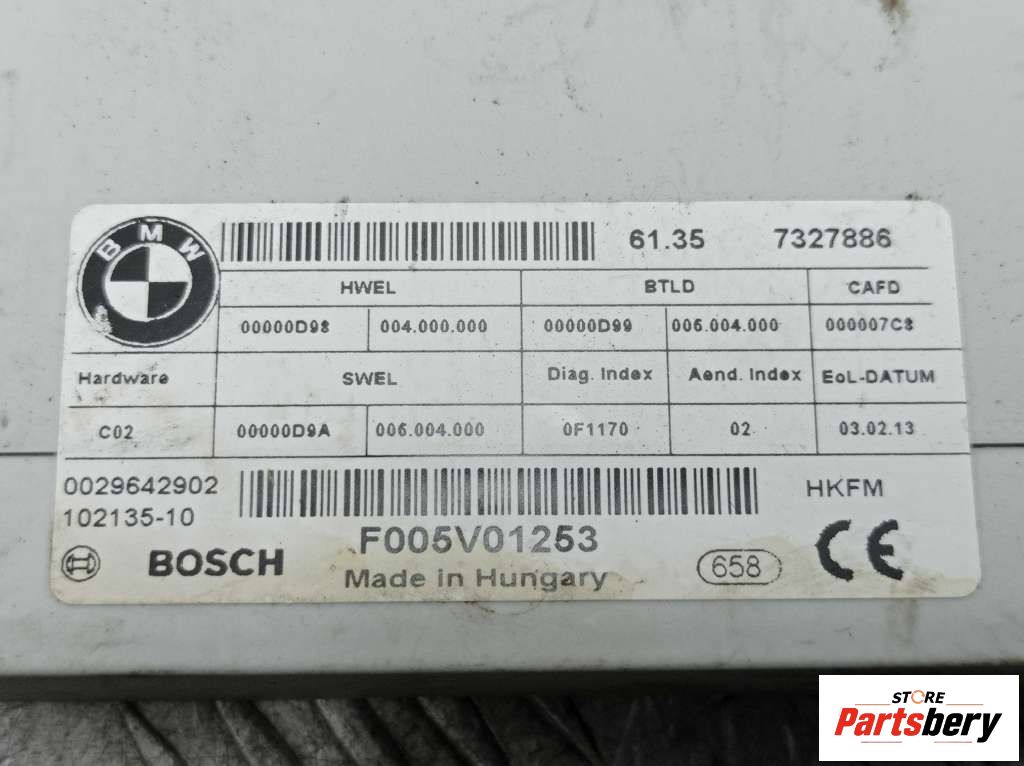 BMW
61.35 7327886
HWEL BTLD CAFD
00000D98 004.000.000 00000D99 006.004.000 000007C8
Hardware SWEL Diag. Index Aend. Index EoL-DATUM
C02 00000D9A 006.004.000 0F1170 02 03.02.13
0029642902 HKFM
102135-10
F005V01253
BOSCH Made in Hungary 658 CE
STORE
Partsbery